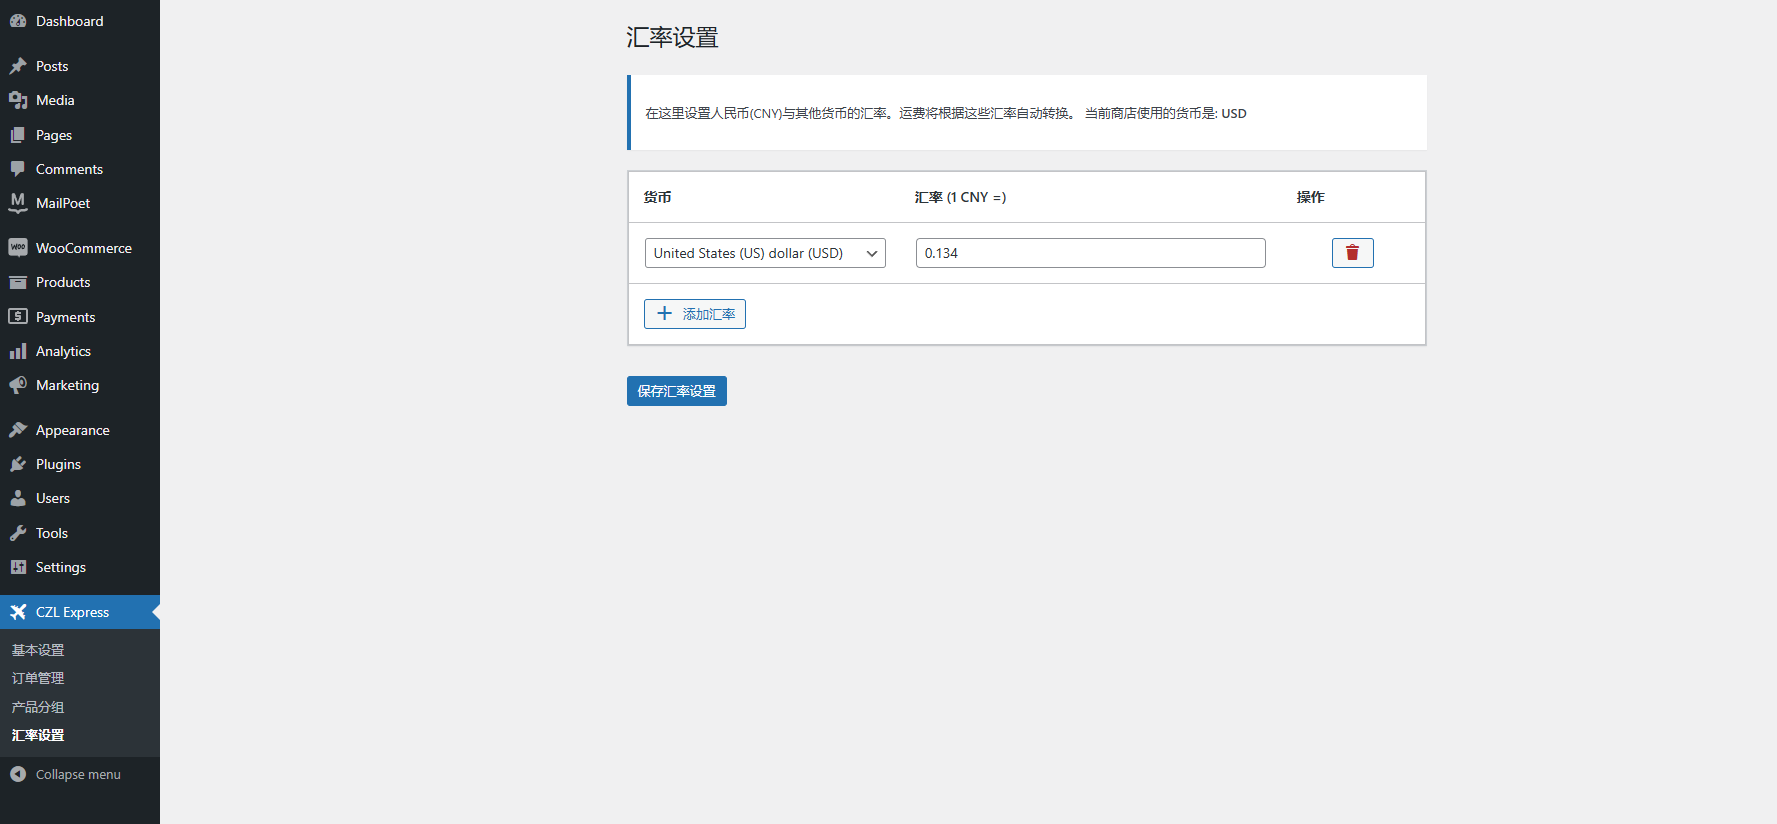 Dashboard
Posts
Media
Pages
Comments
MailPoet
WooCommerce
Products
Payments
Analytics
Marketing
Appearance
Plugins
Users
Tools
Settings
CZL Express
基本设置
订单管理
产品分组
汇率设置
Collapse menu
汇率设置
在这里设置人民币(CNY)与其他货币的汇率。运费将根据这些汇率自动转换。 当前商店使用的货币是: USD
货币 汇率 (1 CNY =) 操作
United States (US) dollar (USD) 0.134
添加汇率
保存汇率设置